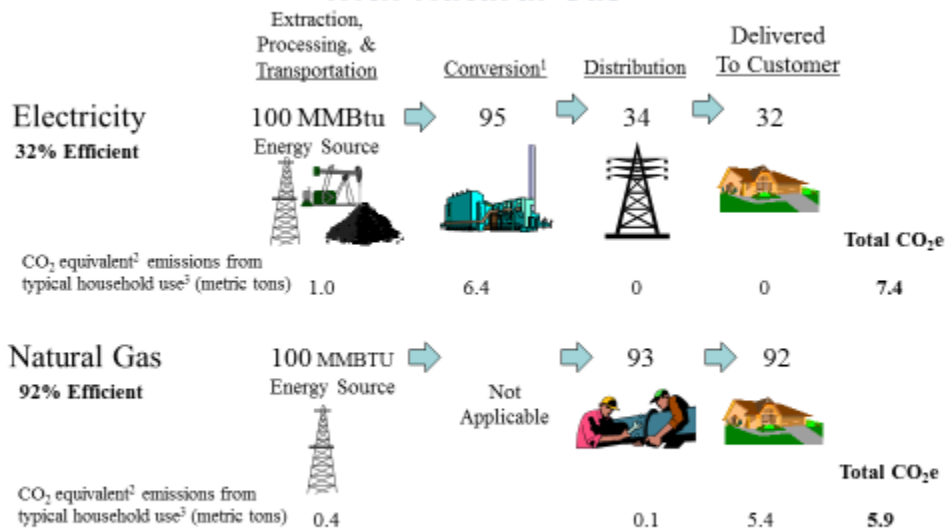 Extraction,
Processing, &
Transportation
Conversion¹
Distribution
Delivered
To Customer
Electricity
32% Efficient
100 MMBtu
Energy Source
95
34
32
Total CO₂e
CO₂ equivalent² emissions from
typical household use³ (metric tons)
1.0
6.4
0
0
7.4
Natural Gas
92% Efficient
100 MMBTU
Energy Source
Not
Applicable
93
92
Total CO₂e
CO₂ equivalent² emissions from
typical household use³ (metric tons)
0.4
0.1
5.4
5.9